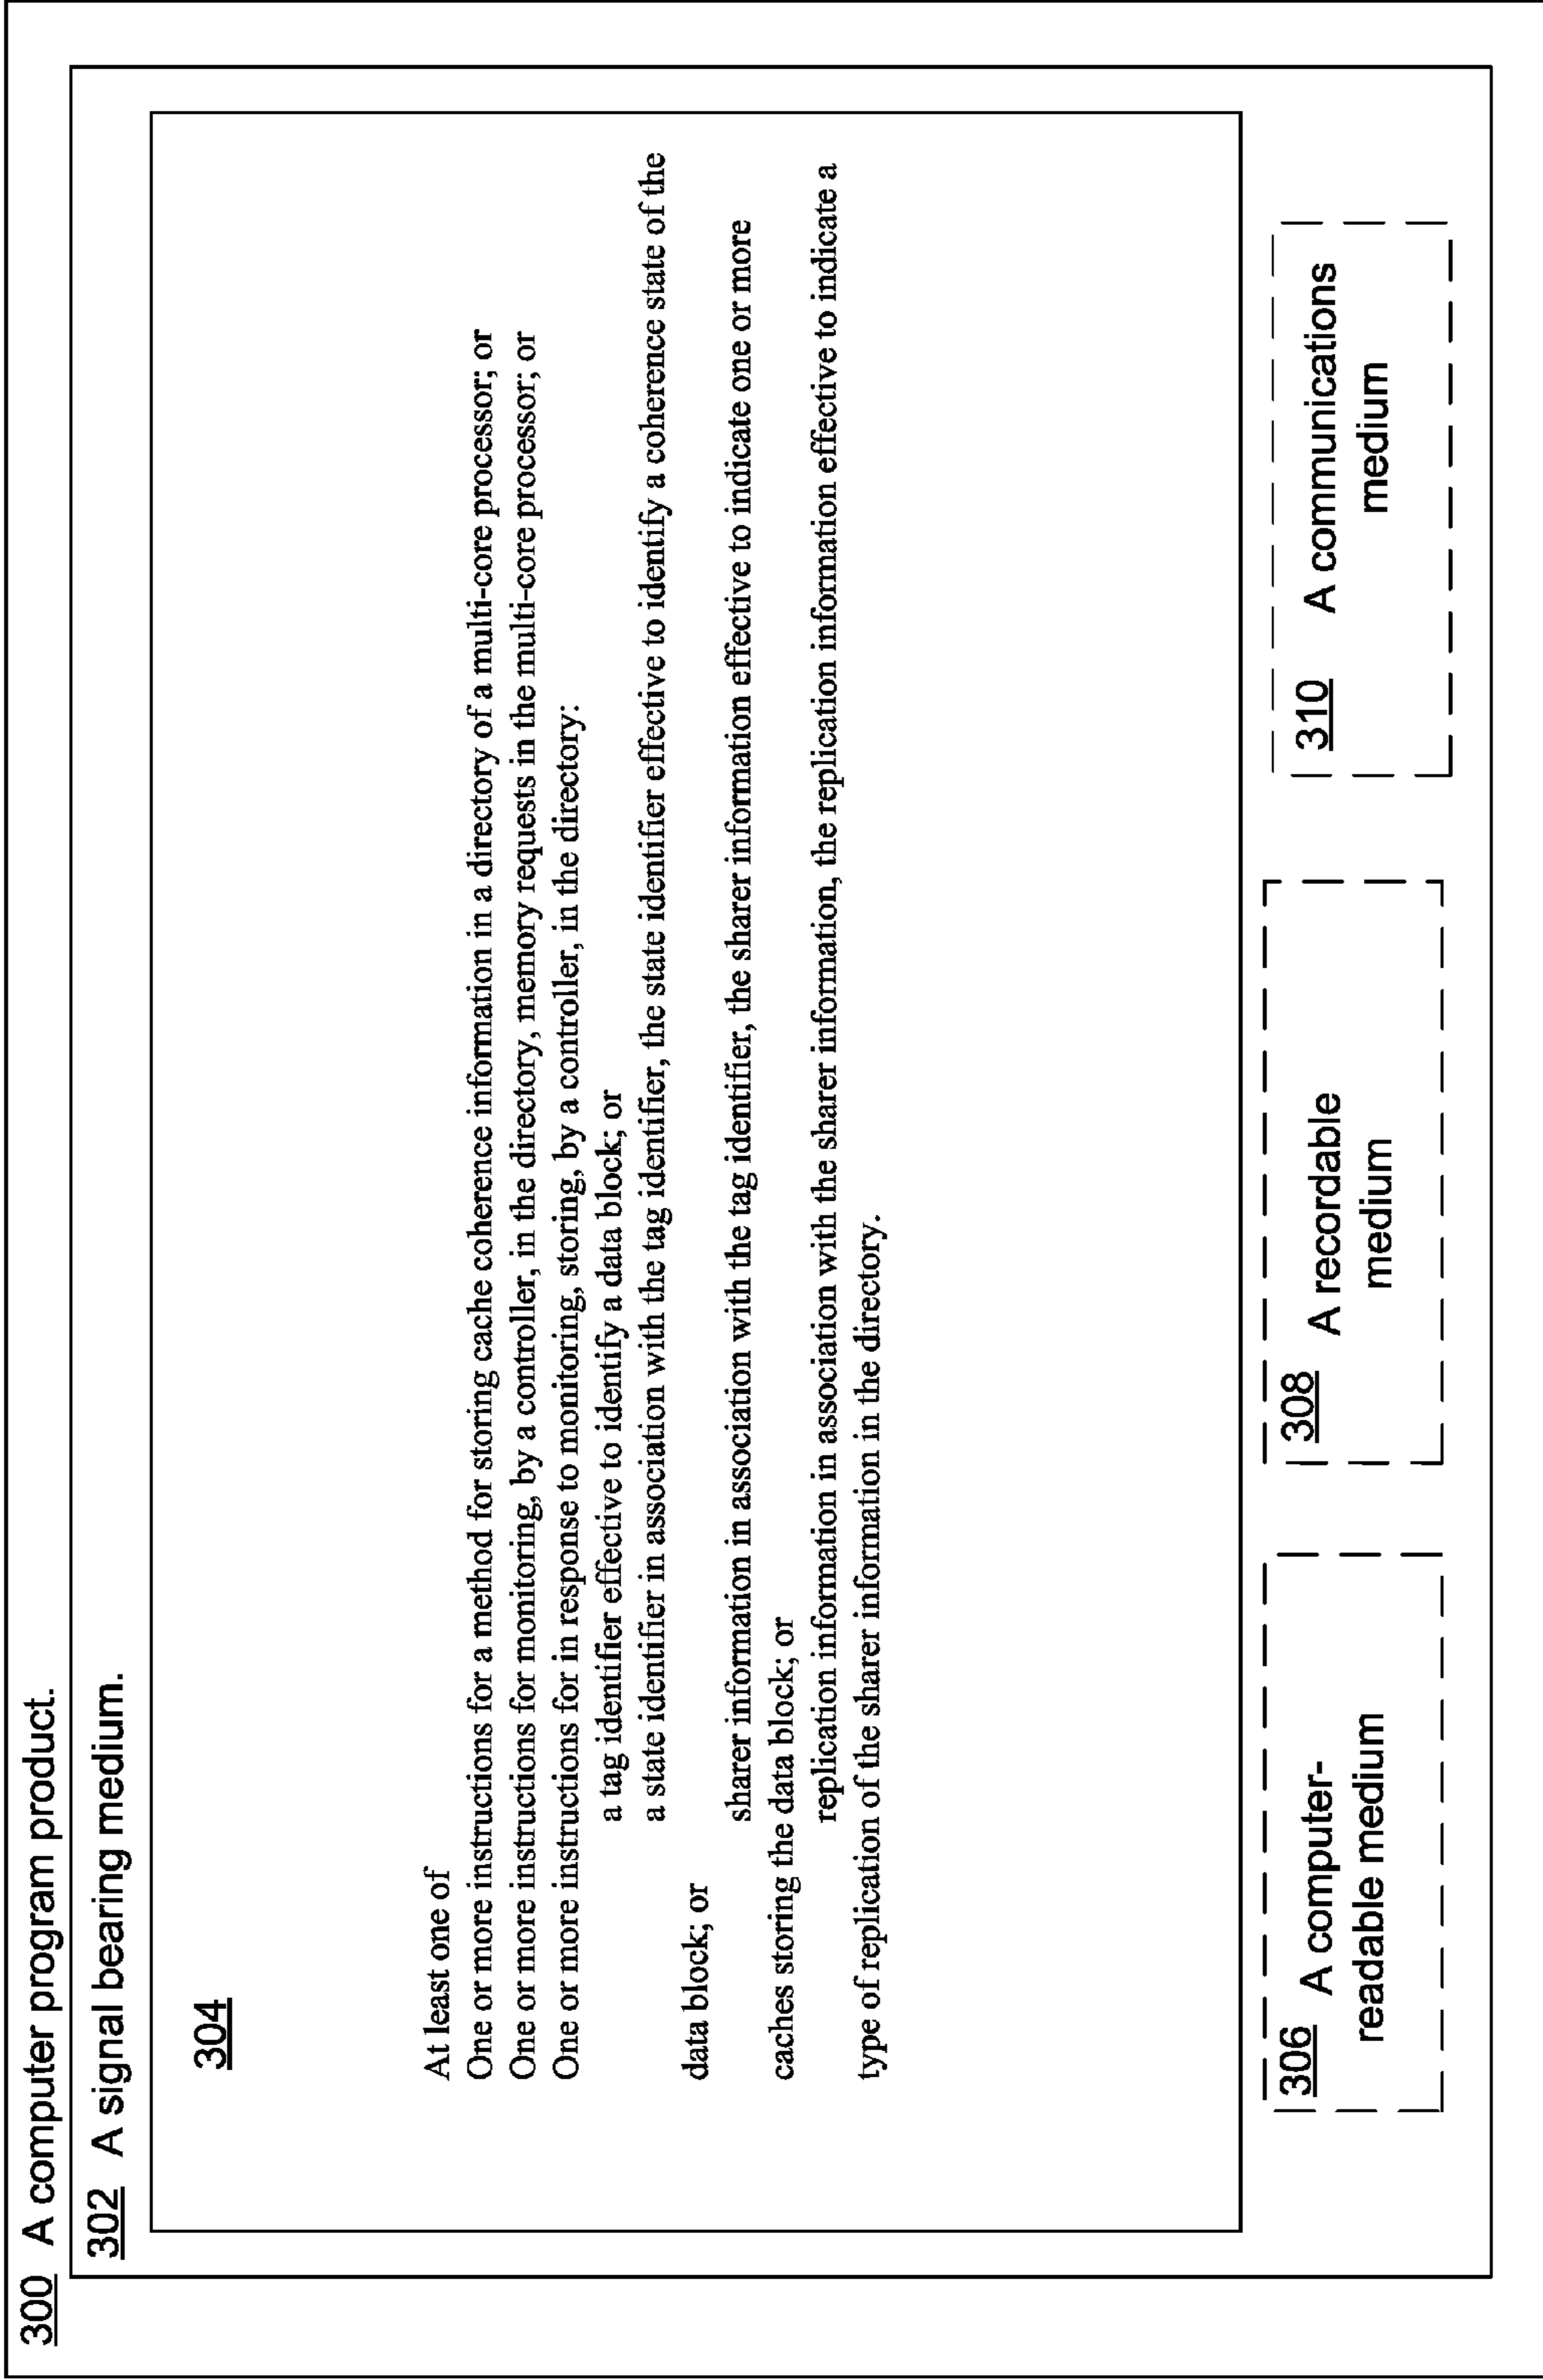 300 A computer program product.
302 A signal bearing medium.
304
At least one of
One or more instructions for a method for storing cache coherence information in a directory of a multi-core processor; or
One or more instructions for monitoring, by a controller, in the directory, memory requests in the multi-core processor; or
One or more instructions for in response to monitoring, storing, by a controller, in the directory:
a tag identifier effective to identify a data block; or
a state identifier in association with the tag identifier, the state identifier effective to identify a coherence state of the
data block; or
sharer information in association with the tag identifier, the sharer information effective to indicate one or more
caches storing the data block; or
replication information in association with the sharer information, the replication information effective to indicate a
type of replication of the sharer information in the directory.
306 A computer-
readable medium
308 A recordable
medium
310 A communications
medium